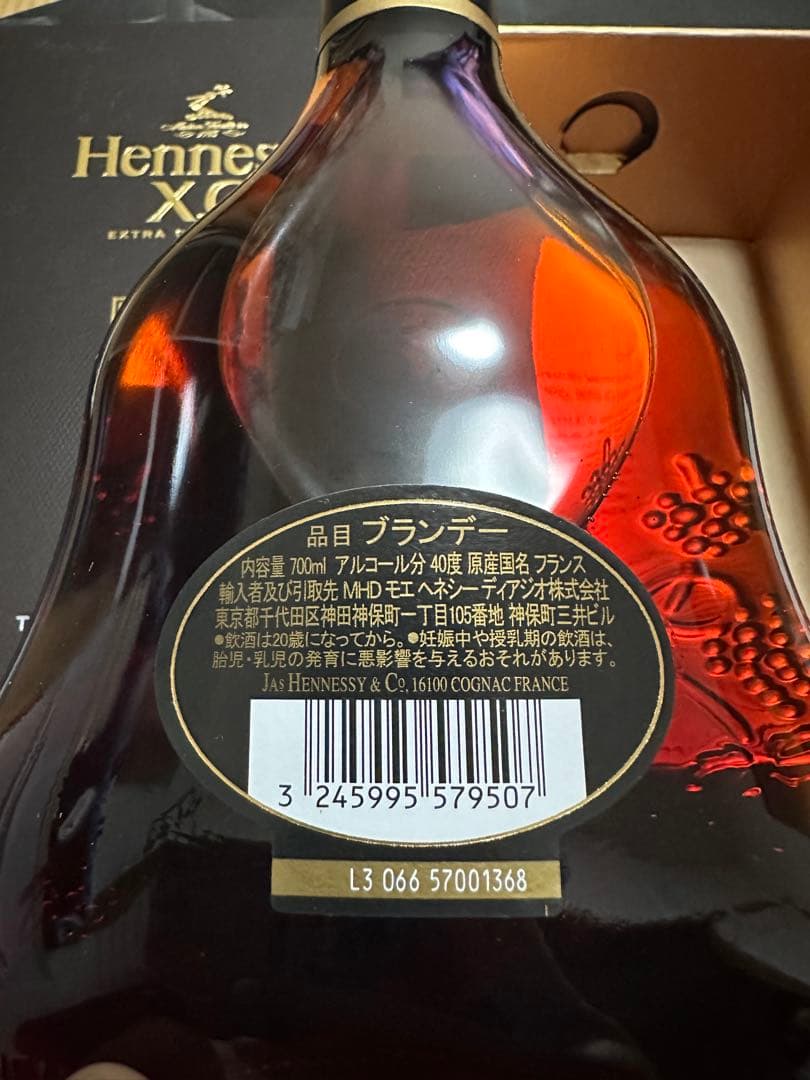 Hennes
X.O
EXTRA
品目 ブランデー
内容量 700ml アルコール分 40度 原産国名 フランス
輸入者及び引取先 MHD モエ ヘネシー ディアジオ株式会社
東京都千代田区神田神保町一丁目105番地 神保町三井ビル
●飲酒は20歳になってから。●妊娠中や授乳期の飲酒は、
胎児・乳児の発育に悪影響を与えるおそれがあります。
JAS HENNESSY & Co, 16100 COGNAC FRANCE
3 245995 579507
L3 066 57001368